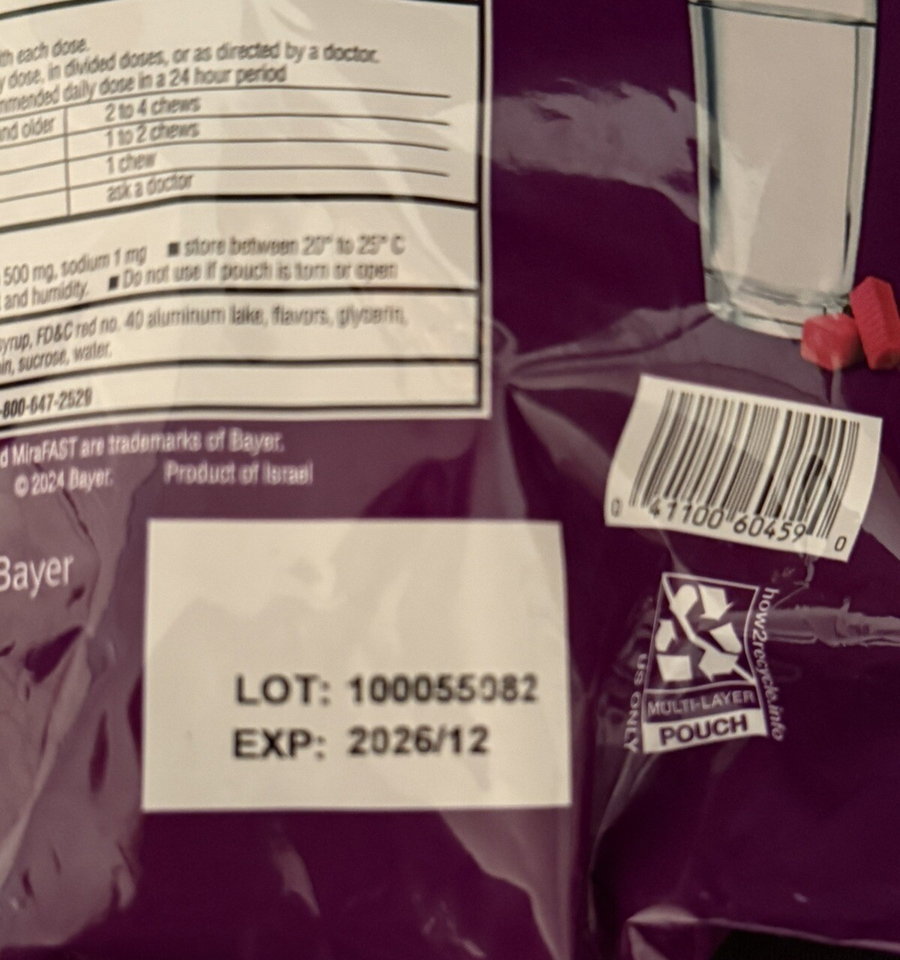 th each dose.
y dose, in divided doses, or as directed by a doctor.
mmended daily dose in a 24 hour period
nd older 2 to 4 chews
1 to 2 chews
1 chew
ask a doctor
500 mg, sodium 1 mg ■ store between 20° to 25° C
and humidity. ■ Do not use if pouch is torn or open
syrup, FD&C red no. 40 aluminum lake, flavors, glycerin,
in, sucrose, water.
-800-647-2529
d MiraFAST are trademarks of Bayer.
© 2024 Bayer. Product of Israel
Bayer
LOT: 100055082
EXP: 2026/12
0 41100 60459 0
how2recycle.info
US ONLY
MULTI-LAYER
POUCH